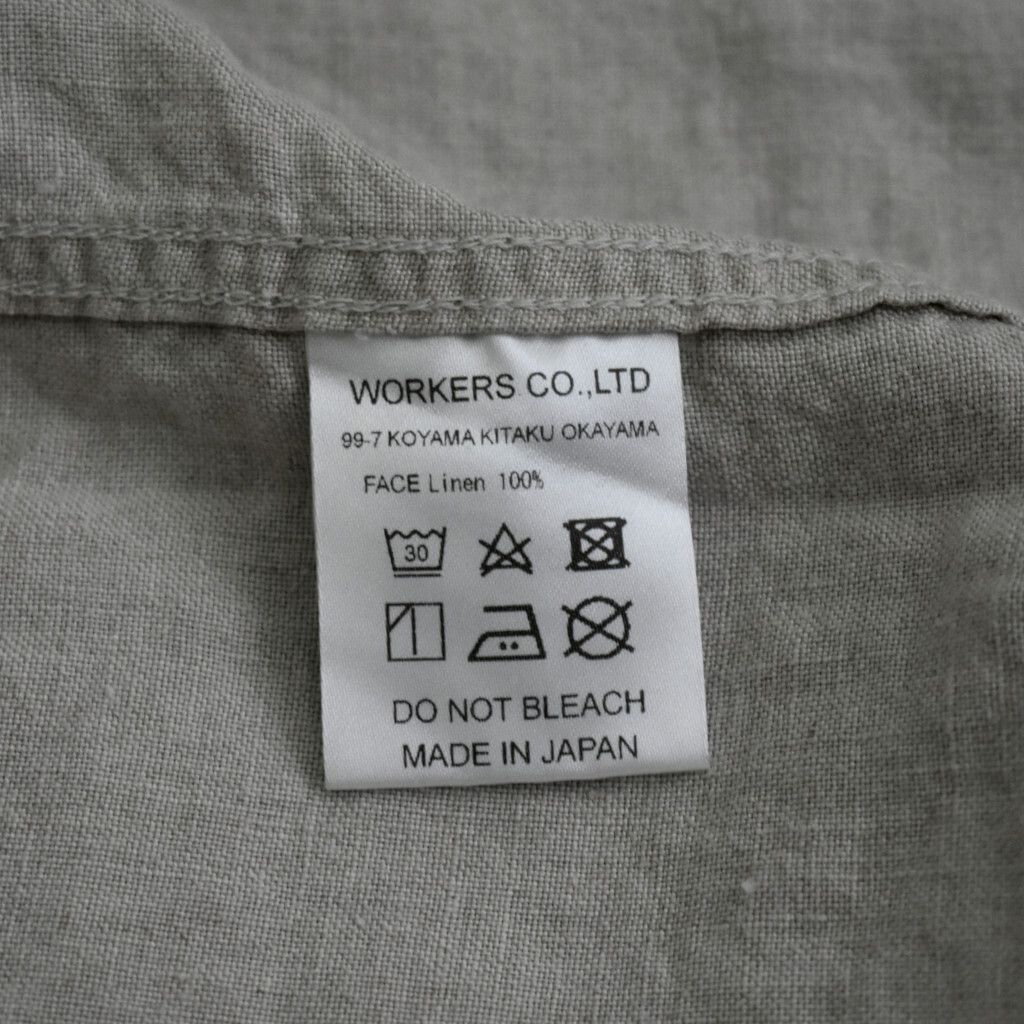 WORKERS CO.,LTD
99-7 KOYAMA KITAKU OKAYAMA
FACE Linen 100%
30
DO NOT BLEACH
MADE IN JAPAN